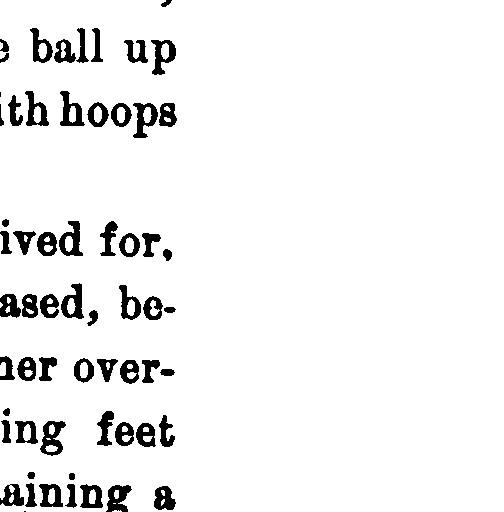 ball up
ith hoops
ived for,
ased, be-
ner over-
ing feet
aining a